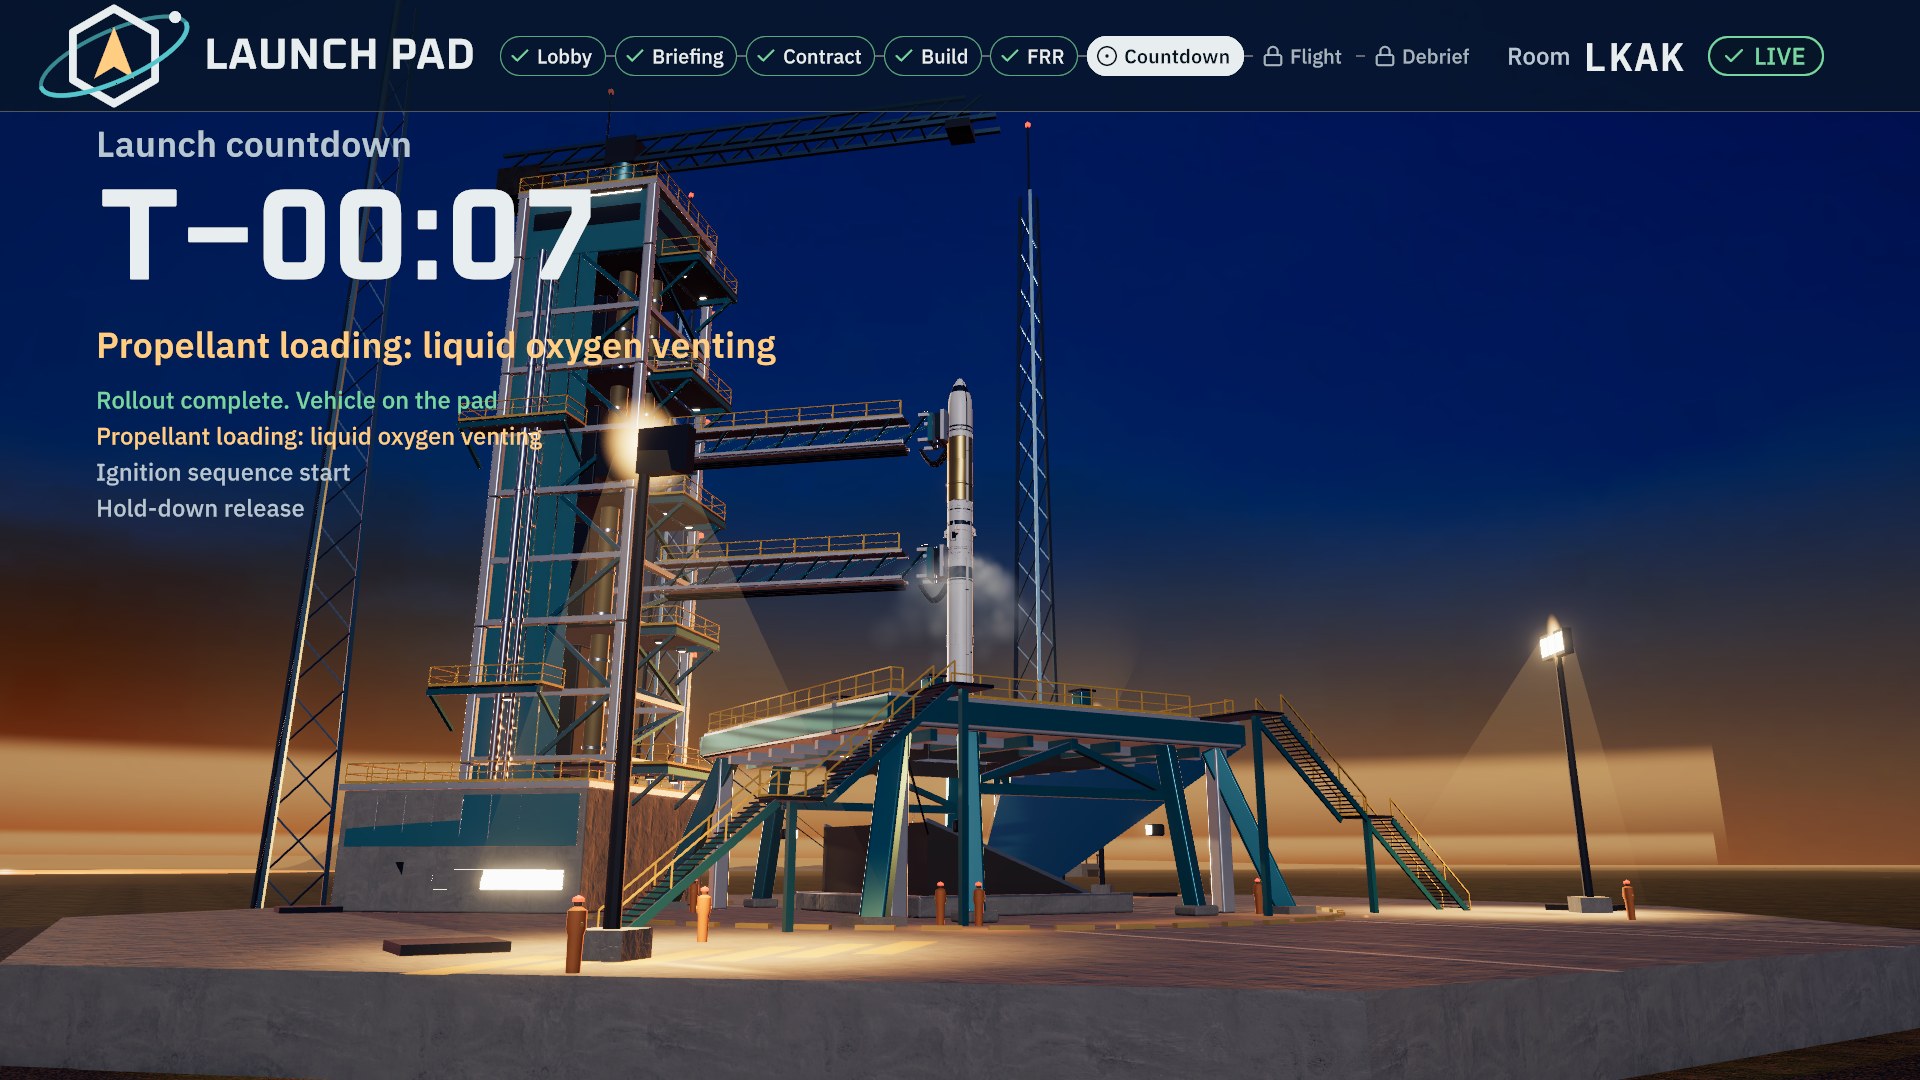 LAUNCH PAD
Lobby
Briefing
Contract
Build
FRR
Countdown
Flight
Debrief
Room LKAK
LIVE
Launch countdown
T−00:07
Propellant loading: liquid oxygen venting
Rollout complete. Vehicle on the pad
Propellant loading: liquid oxygen venting
Ignition sequence start
Hold-down release